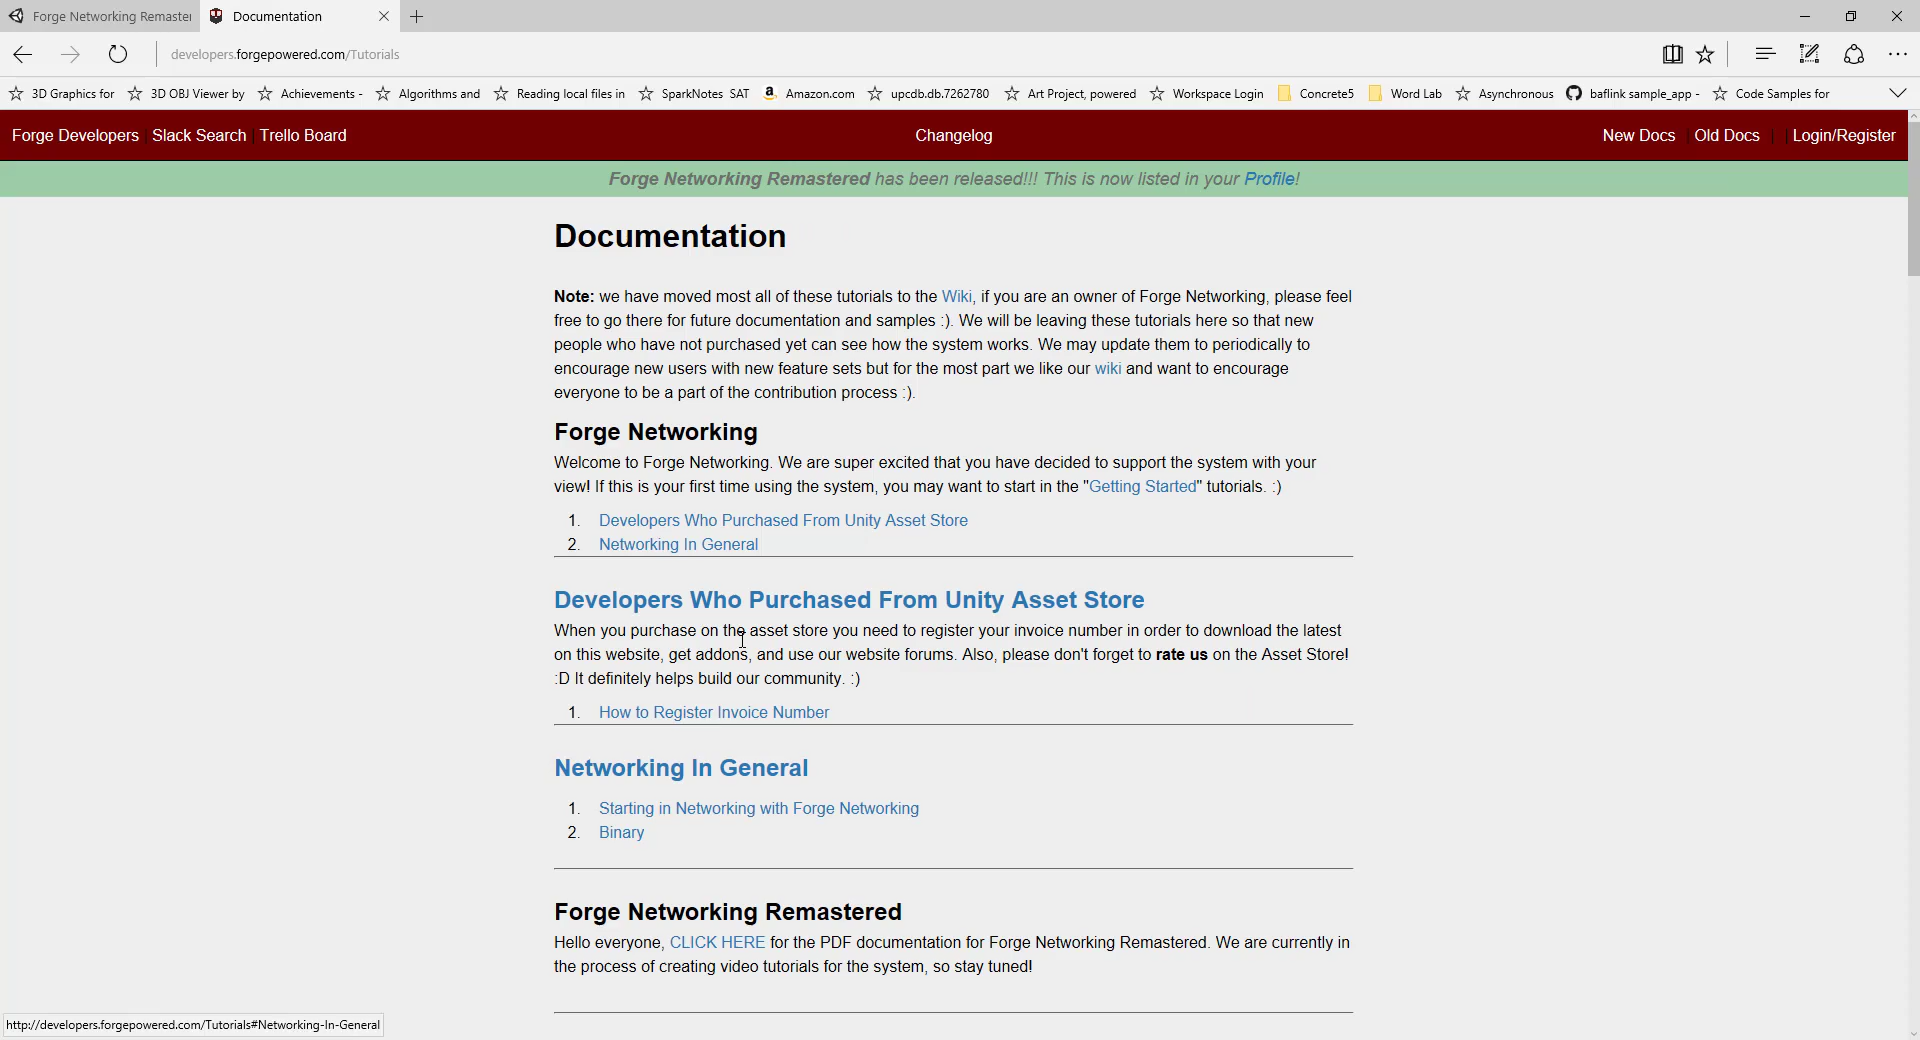 Forge Networking Remaster
Documentation
developers.forgepowered.com/Tutorials
3D Graphics for
3D OBJ Viewer by
Achievements -
Algorithms and
Reading local files in
SparkNotes SAT
Amazon.com
upcdb.db.7262780
Art Project, powered
Workspace Login
Concrete5
Word Lab
Asynchronous
baflink sample_app -
Code Samples for
Forge Developers
Slack Search
Trello Board
Changelog
New Docs
Old Docs
Login/Register
Forge Networking Remastered has been released!!! This is now listed in your Profile!
Documentation
Note: we have moved most all of these tutorials to the Wiki, if you are an owner of Forge Networking, please feel
free to go there for future documentation and samples :). We will be leaving these tutorials here so that new
people who have not purchased yet can see how the system works. We may update them to periodically to
encourage new users with new feature sets but for the most part we like our wiki and want to encourage
everyone to be a part of the contribution process :).
Forge Networking
Welcome to Forge Networking. We are super excited that you have decided to support the system with your
view! If this is your first time using the system, you may want to start in the "Getting Started" tutorials. :)
1. Developers Who Purchased From Unity Asset Store
2. Networking In General
Developers Who Purchased From Unity Asset Store
When you purchase on the asset store you need to register your invoice number in order to download the latest
on this website, get addons, and use our website forums. Also, please don't forget to rate us on the Asset Store!
:D It definitely helps build our community. :)
1. How to Register Invoice Number
Networking In General
1. Starting in Networking with Forge Networking
2. Binary
Forge Networking Remastered
Hello everyone, CLICK HERE for the PDF documentation for Forge Networking Remastered. We are currently in
the process of creating video tutorials for the system, so stay tuned!
http://developers.forgepowered.com/Tutorials#Networking-In-General